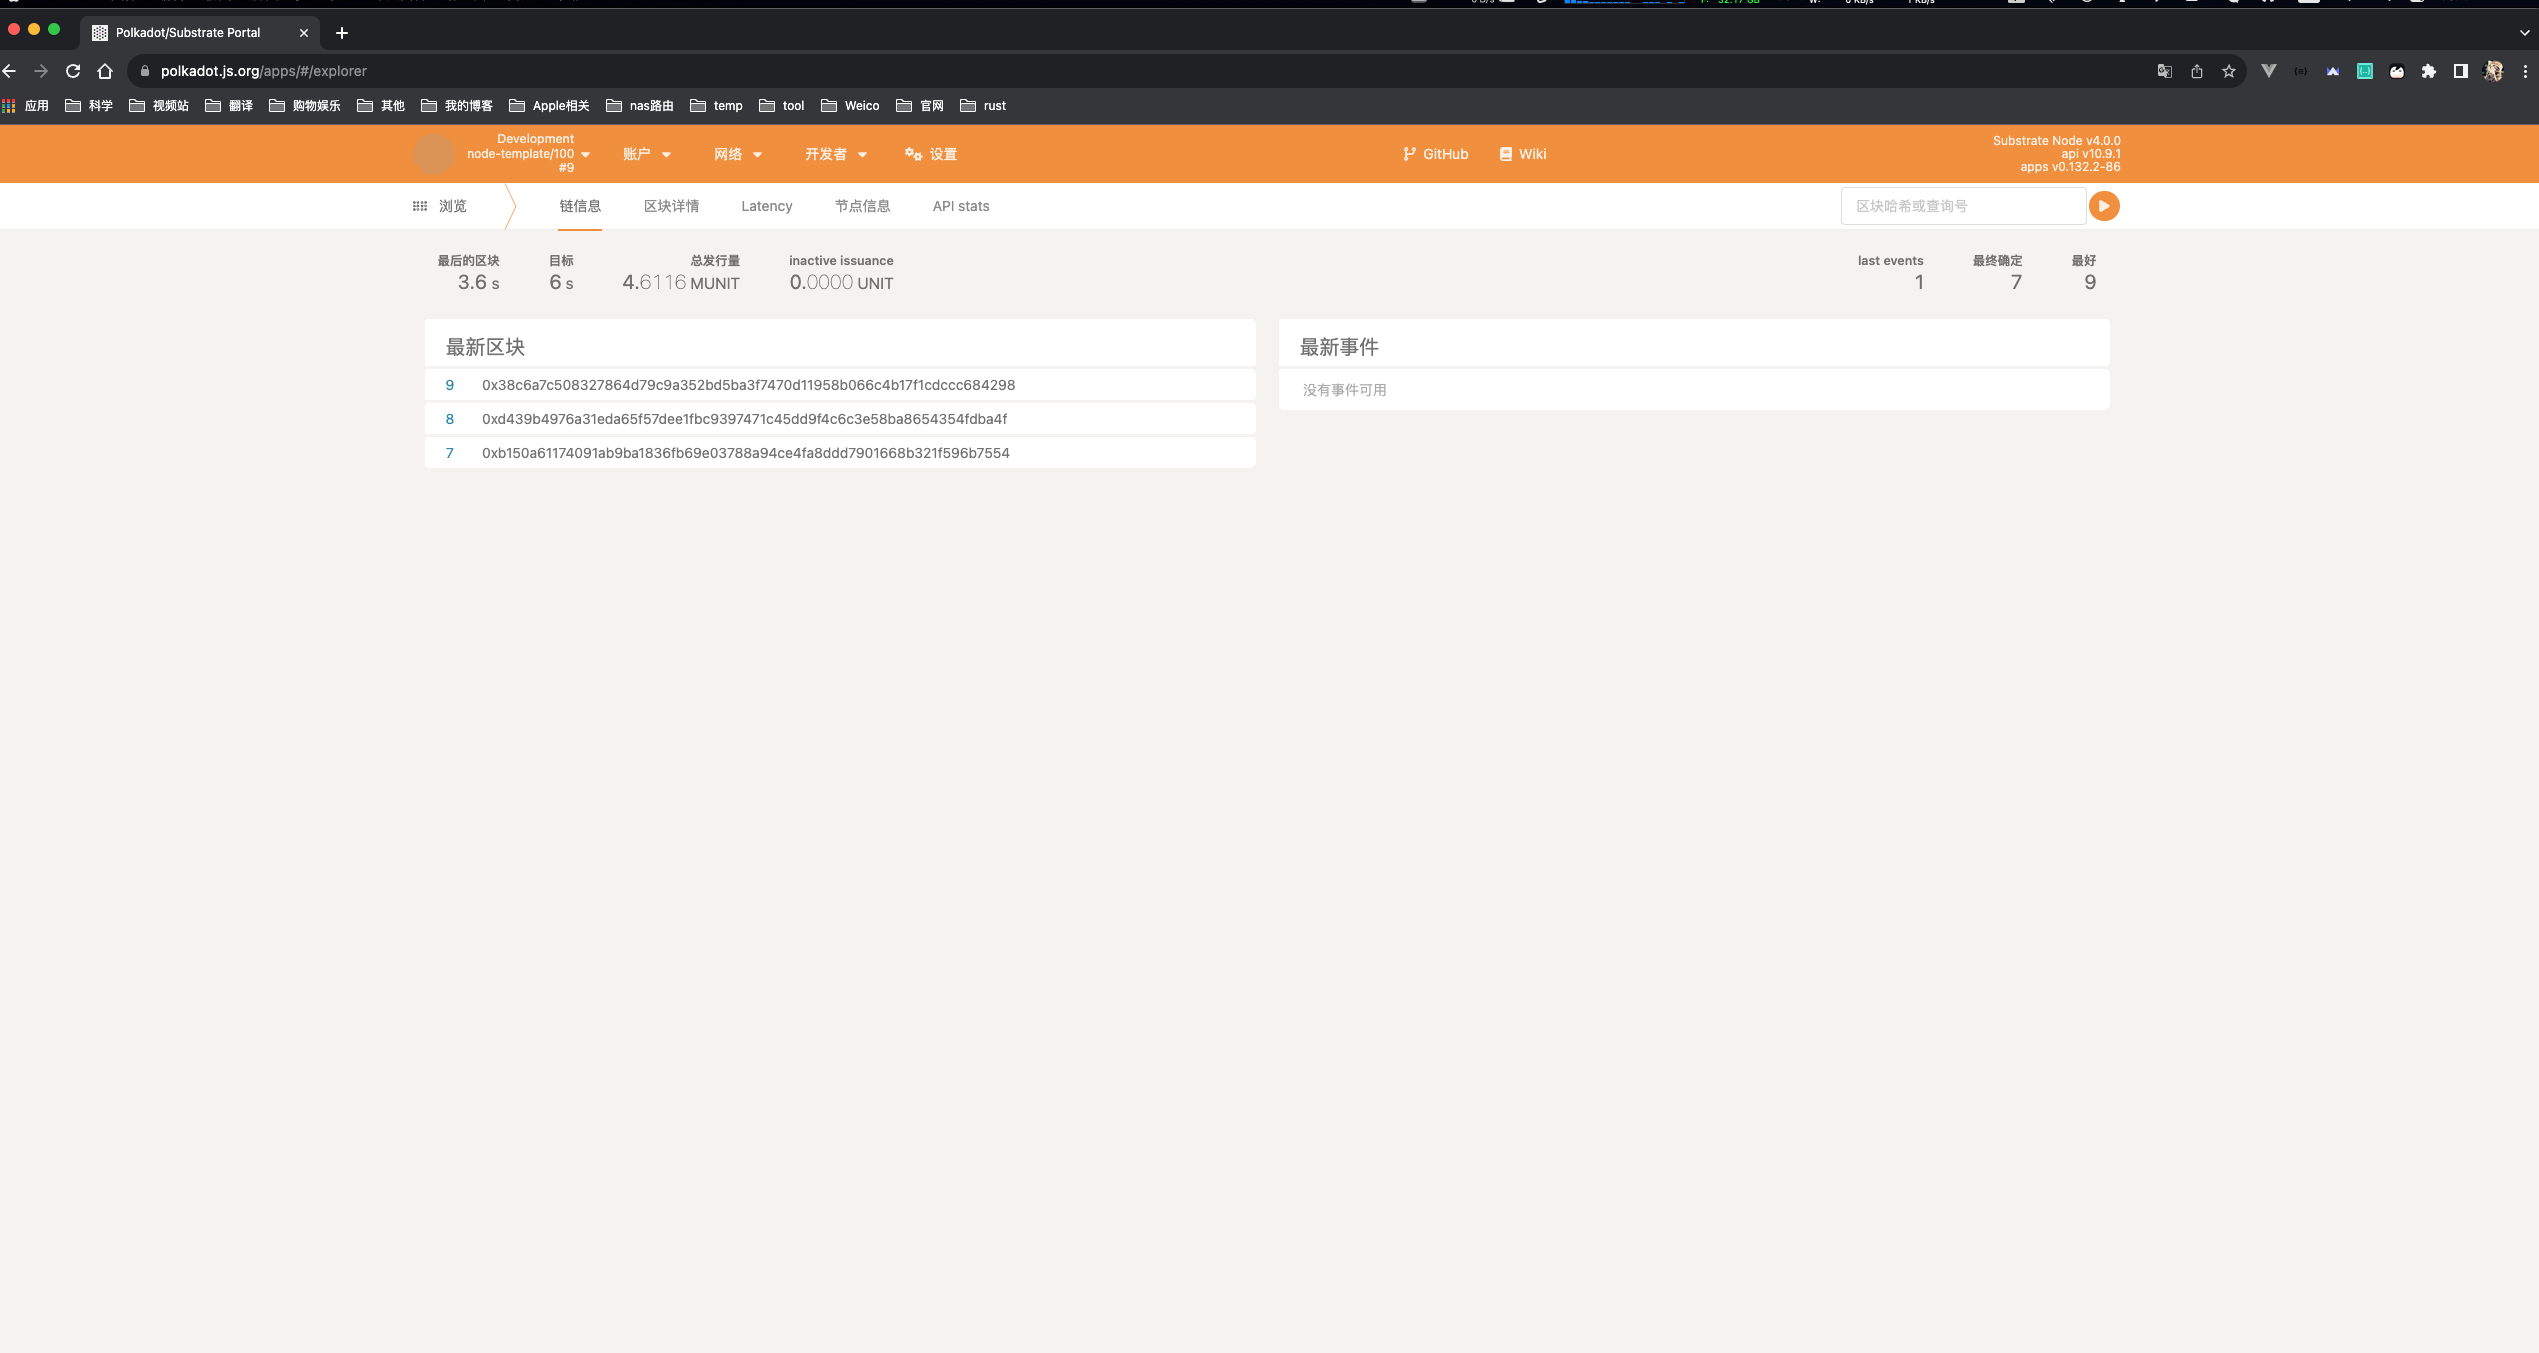 Polkadot/Substrate Portal
polkadot.js.org/apps/#/explorer
应用 科学 视频站 翻译 购物娱乐 其他 我的博客 Apple相关 nas路由 temp tool Weico 官网 rust
Development
node-template/100
#9
账户 网络 开发者 设置
GitHub Wiki
Substrate Node v4.0.0
api v10.9.1
apps v0.132.2-86
浏览 链信息 区块详情 Latency 节点信息 API stats
区块哈希或查询号
最后的区块 目标 总发行量 inactive issuance last events 最终确定 最好
3.6 s 6 s 4.6116 MUNIT 0.0000 UNIT 1 7 9
最新区块
9 0x38c6a7c508327864d79c9a352bd5ba3f7470d11958b066c4b17f1cdccc684298
8 0xd439b4976a31eda65f57dee1fbc9397471c45dd9f4c6c3e58ba8654354fdba4f
7 0xb150a61174091ab9ba1836fb69e03788a94ce4fa8ddd7901668b321f596b7554
最新事件
没有事件可用